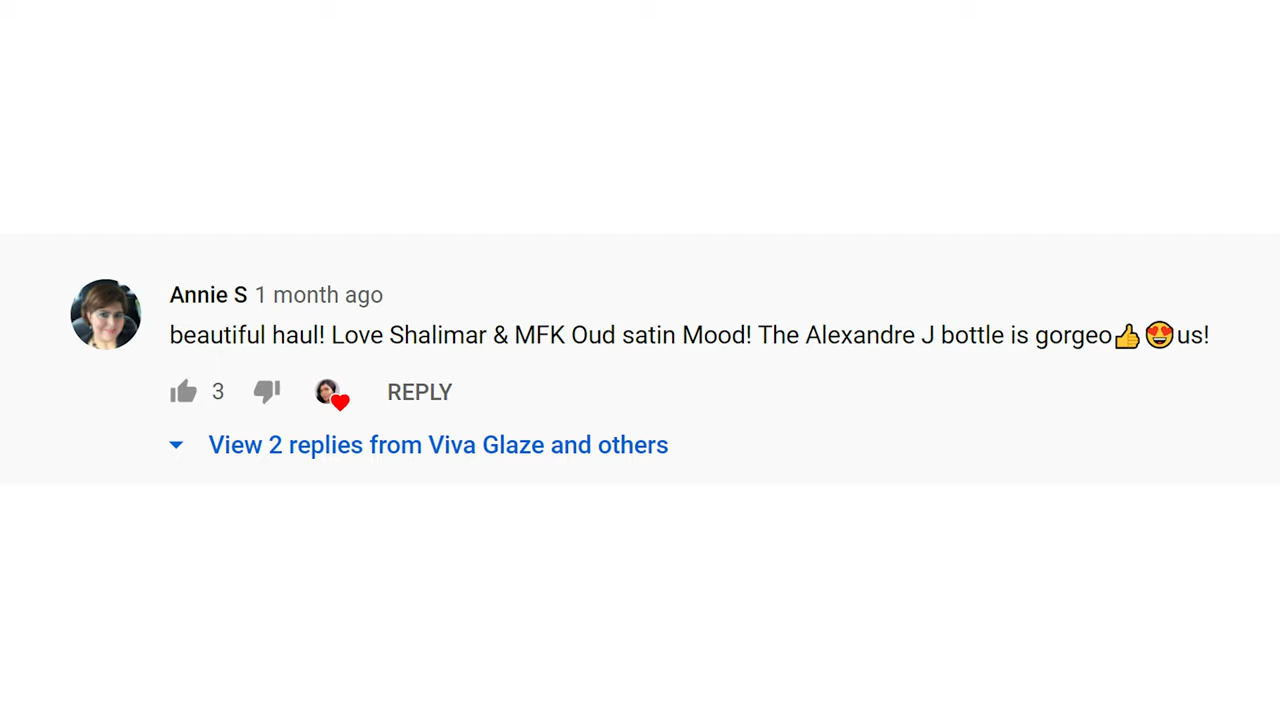 Annie S 1 month ago
beautiful haul! Love Shalimar & MFK Oud satin Mood! The Alexandre J bottle is gorgeo👍😍us!
3 REPLY
View 2 replies from Viva Glaze and others